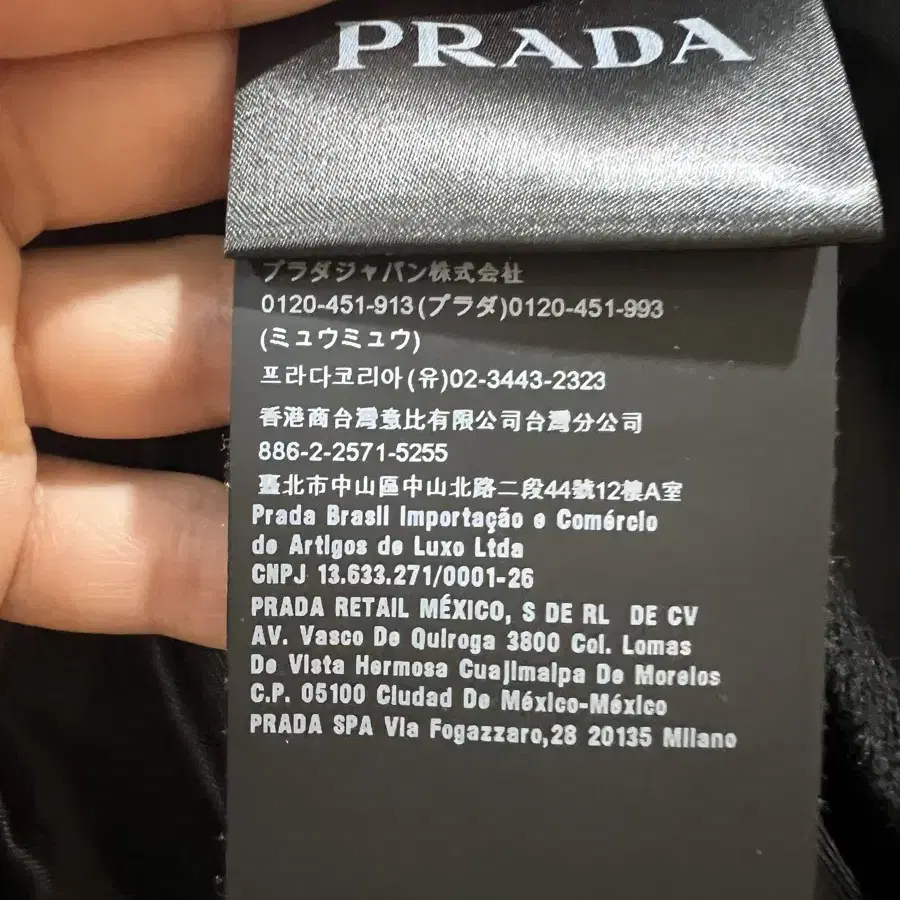 PRADA
プラダジャパン株式会社
0120-451-913(プラダ)0120-451-993
(ミュウミュウ)
프라다코리아(유)02-3443-2323
香港商台灣意比有限公司台灣分公司
886-2-2571-5255
臺北市中山區中山北路二段44號12樓A室
Prada Brasil Importação e Comércio
de Artigos de Luxo Ltda
CNPJ 13.633.271/0001-26
PRADA RETAIL MÉXICO, S DE RL DE CV
AV. Vasco De Quiroga 3800 Col. Lomas
De Vista Hermosa Cuajimalpa De Morelos
C.P. 05100 Ciudad De México-México
PRADA SPA Via Fogazzaro,28 20135 Milano